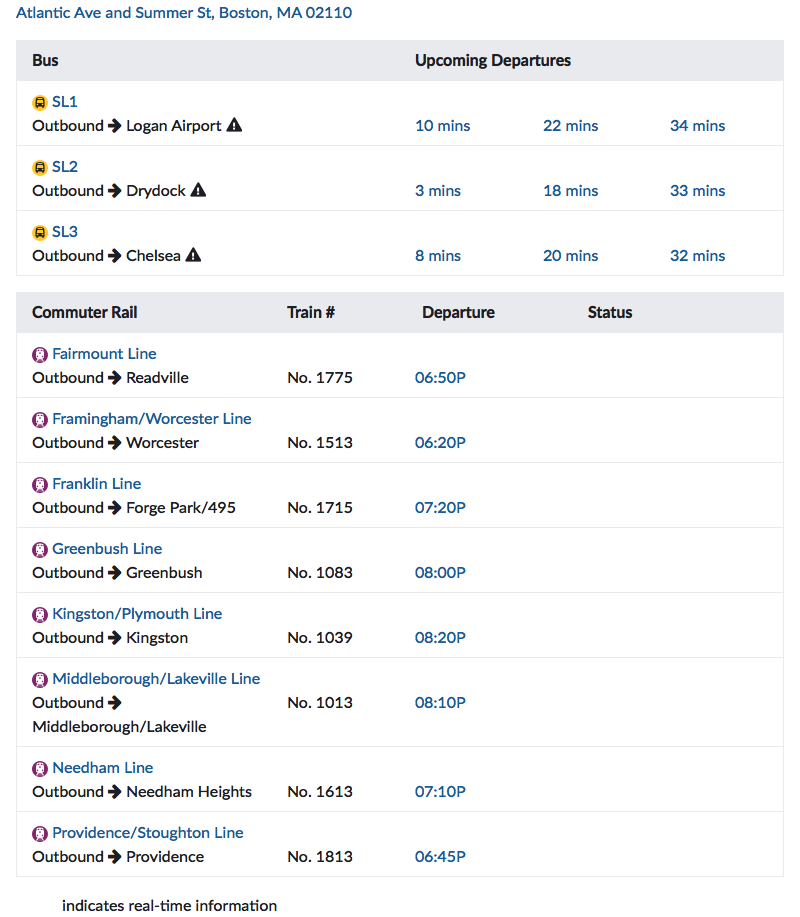 Atlantic Ave and Summer St, Boston, MA 02110
Bus Upcoming Departures
SL1
Outbound → Logan Airport 10 mins 22 mins 34 mins
SL2
Outbound → Drydock 3 mins 18 mins 33 mins
SL3
Outbound → Chelsea 8 mins 20 mins 32 mins
Commuter Rail Train # Departure Status
Fairmount Line
Outbound → Readville No. 1775 06:50P
Framingham/Worcester Line
Outbound → Worcester No. 1513 06:20P
Franklin Line
Outbound → Forge Park/495 No. 1715 07:20P
Greenbush Line
Outbound → Greenbush No. 1083 08:00P
Kingston/Plymouth Line
Outbound → Kingston No. 1039 08:20P
Middleborough/Lakeville Line
Outbound → No. 1013 08:10P
Middleborough/Lakeville
Needham Line
Outbound → Needham Heights No. 1613 07:10P
Providence/Stoughton Line
Outbound → Providence No. 1813 06:45P
indicates real-time information